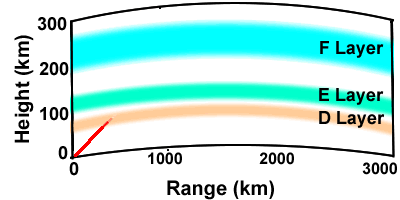 300
F Layer
200
E Layer
100
D Layer
0
Height (km)
0
1000
2000
3000
Range (km)